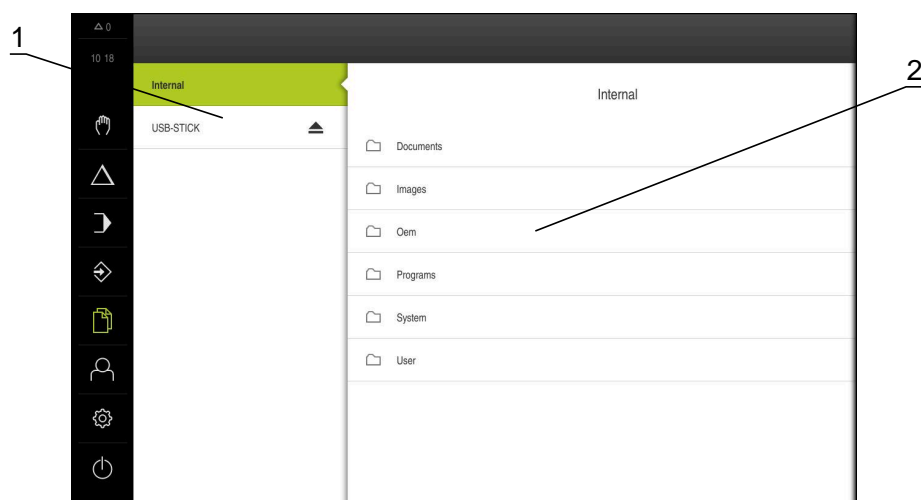 1
△ 0
10 18
2
Internal
Internal
USB-STICK
Documents
Images
Oem
Programs
System
User